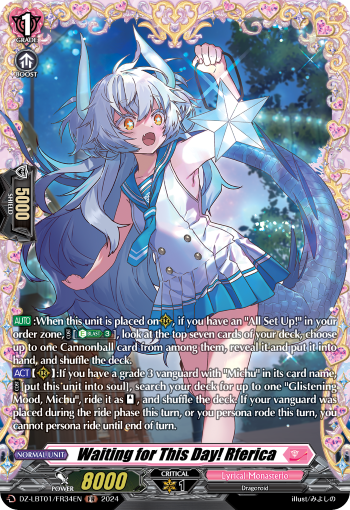 1
GRADE
BOOST
5000
SHIELD
AUTO :When this unit is placed on , if you have an "All Set Up!" in your
order zone, [ -BLAST 3 ], look at the top seven cards of your deck, choose
up to one Cannonball card from among them, reveal it and put it into
hand, and shuffle the deck.
ACT [ ]:If you have a grade 3 vanguard with "Michu" in its card name,
[put this unit into soul], search your deck for up to one "Glistening
Mood, Michu", ride it as , and shuffle the deck. If your vanguard was
placed during the ride phase this turn, or you persona rode this turn, you
cannot persona ride until end of turn.
NORMAL UNIT
Waiting for This Day! Rferica
POWER 8000
CRITICAL
1
Lyrical Monasterio
Dragoroid
D DZ-LBT01/FR34EN FR 2024
illust/みよしの